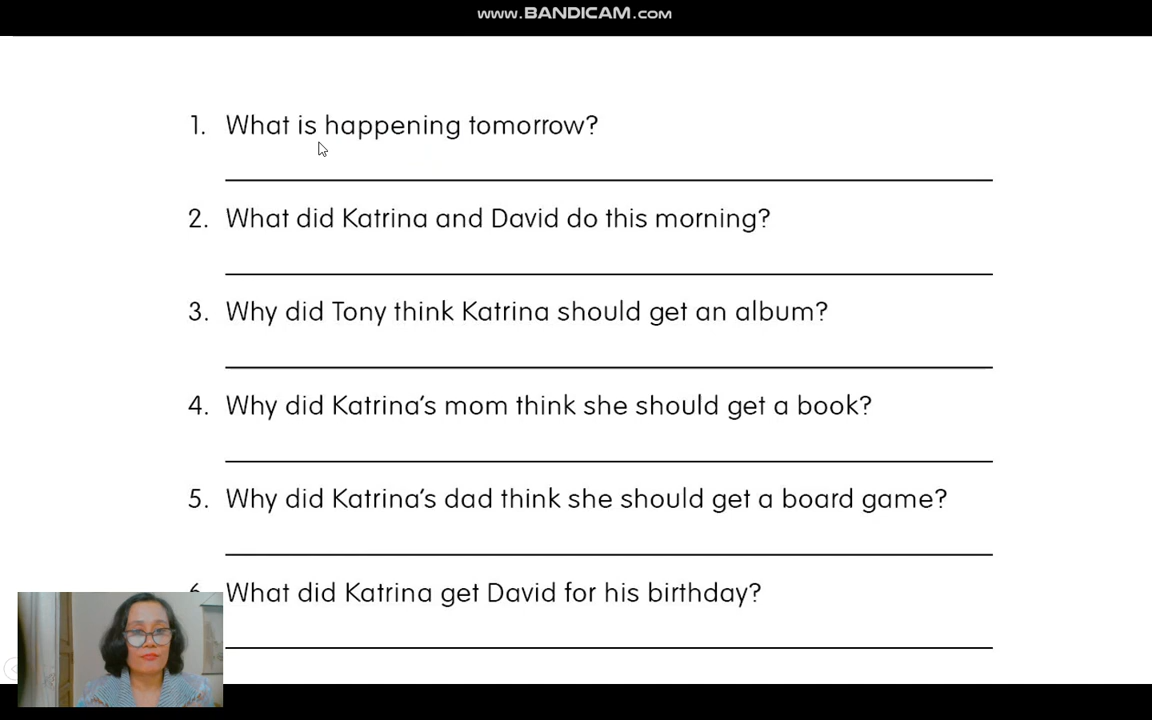 WWW.BANDICAM.COM
1. What is happening tomorrow?
2. What did Katrina and David do this morning?
3. Why did Tony think Katrina should get an album?
4. Why did Katrina's mom think she should get a book?
5. Why did Katrina's dad think she should get a board game?
What did Katrina get David for his birthday?